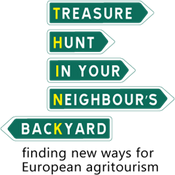 TREASURE
HUNT
IN YOUR
NEIGHBOUR'S
BACKYARD
finding new ways for
European agritourism